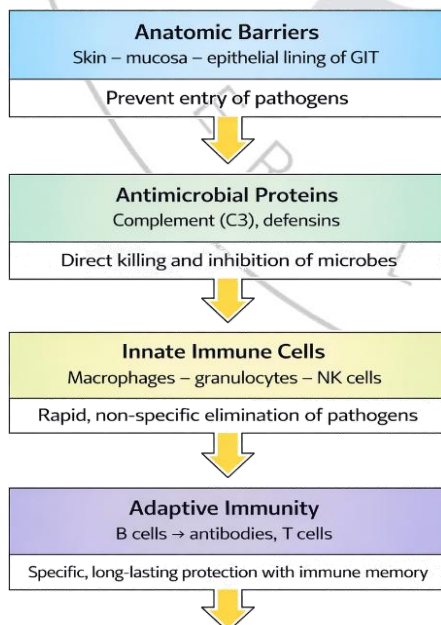 Anatomic Barriers
Skin – mucosa – epithelial lining of GIT
Prevent entry of pathogens
Antimicrobial Proteins
Complement (C3), defensins
Direct killing and inhibition of microbes
Innate Immune Cells
Macrophages – granulocytes – NK cells
Rapid, non-specific elimination of pathogens
Adaptive Immunity
B cells → antibodies, T cells
Specific, long-lasting protection with immune memory